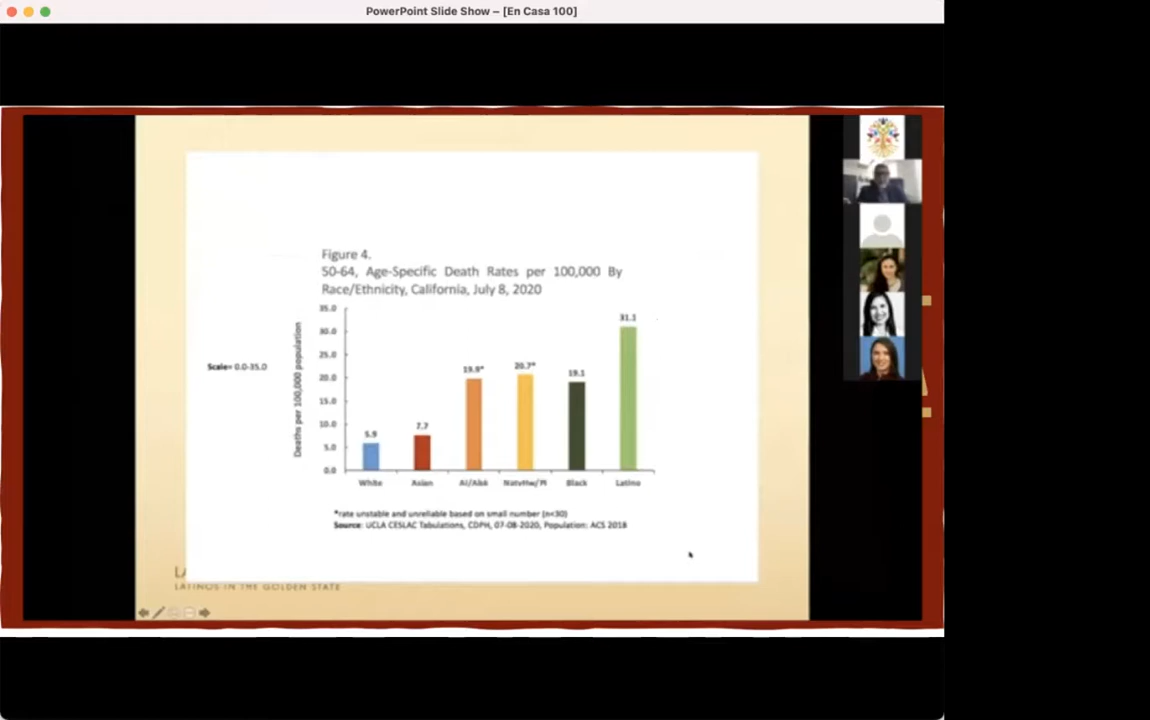 PowerPoint Slide Show – [En Casa 100]
Figure 4.
50-64, Age-Specific Death Rates per 100,000 By
Race/Ethnicity, California, July 8, 2020
Deaths per 100,000 population
Scale= 0.0-35.0
35.0
30.0
25.0
20.0
15.0
10.0
5.0
0.0
5.9
7.7
19.9*
20.7*
19.1
31.1
White
Asian
AI/AlsK
NatvHw/PI
Black
Latino
*rate unstable and unreliable based on small number (n<30)
Source: UCLA CESLAC Tabulations, CDPH, 07-08-2020, Population: ACS 2018
LA
LATINOS IN THE GOLDEN STATE